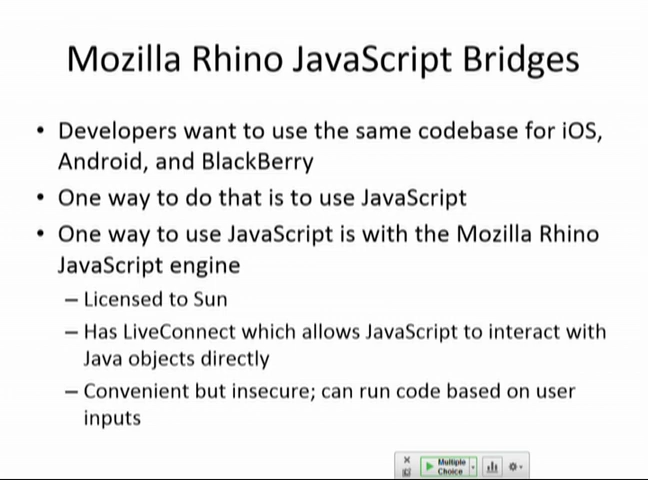 Mozilla Rhino JavaScript Bridges
• Developers want to use the same codebase for iOS,
Android, and BlackBerry
• One way to do that is to use JavaScript
• One way to use JavaScript is with the Mozilla Rhino
JavaScript engine
– Licensed to Sun
– Has LiveConnect which allows JavaScript to interact with
Java objects directly
– Convenient but insecure; can run code based on user
inputs
Multiple
Choice